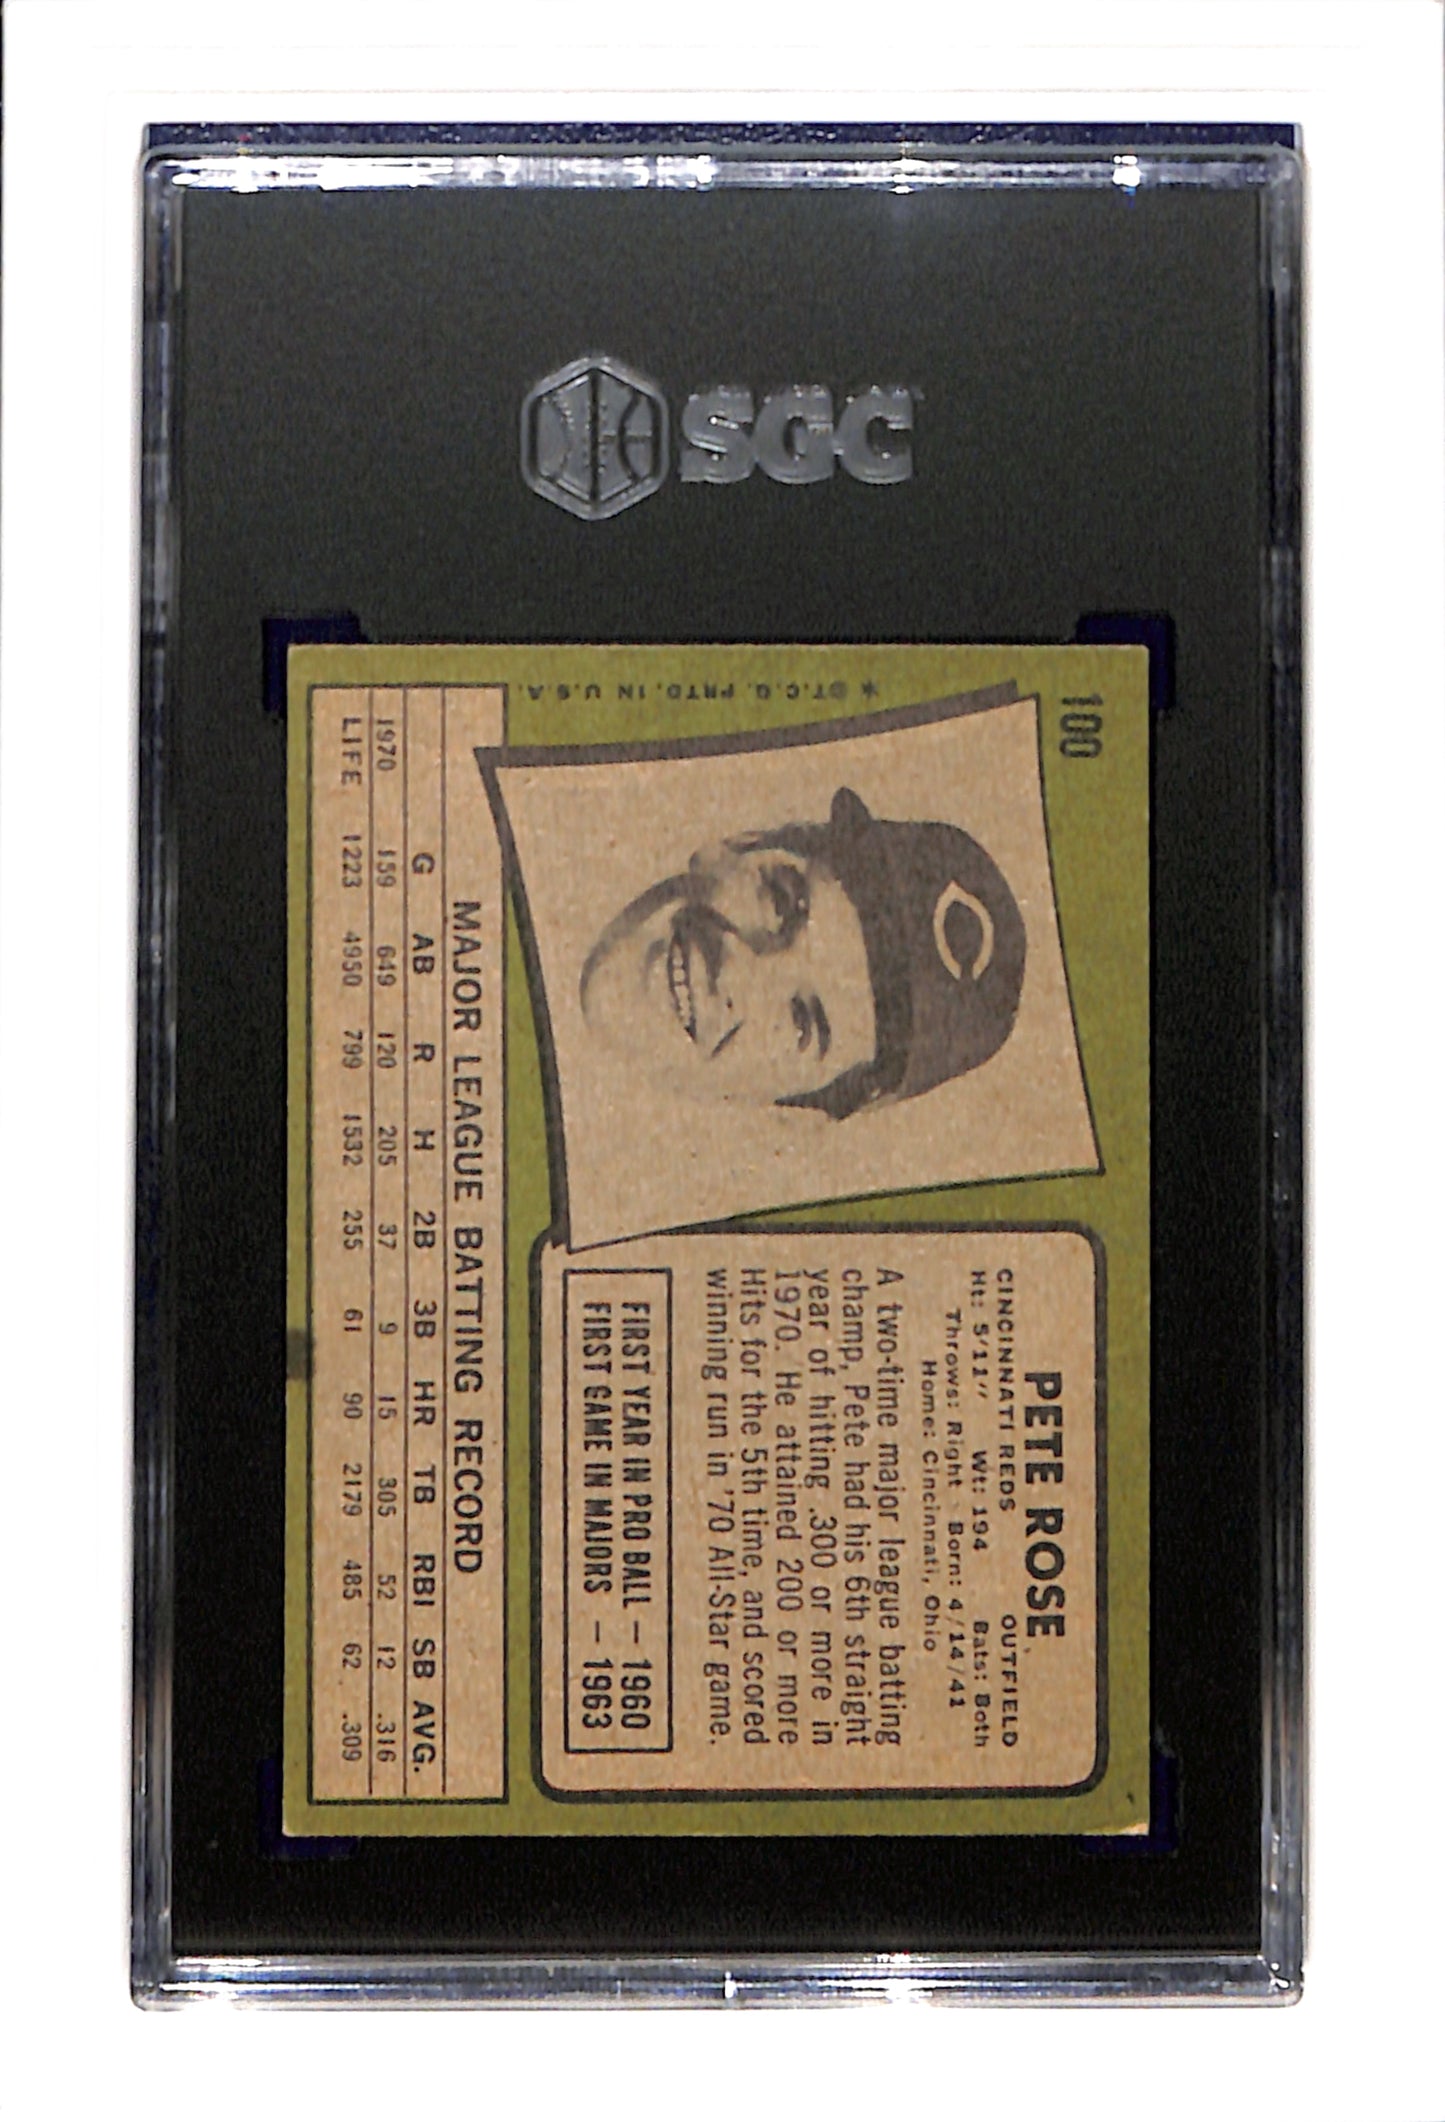 SGC
100
PETE ROSE
CINCINNATI REDS OUTFIELD
Ht: 5'11" Wt: 194 Bats: Both
Throws: Right Born: 4/14/41
Home: Cincinnati, Ohio
A two-time major league batting
champ, Pete had his 6th straight
year of hitting .300 or more in
1970. He attained 200 or more
Hits for the 5th time, and scored
winning run in '70 All-Star game.
FIRST YEAR IN PRO BALL — 1960
FIRST GAME IN MAJORS — 1963
* ©T.C.G. PRTD. IN U.S.A.
MAJOR LEAGUE BATTING RECORD
G AB R H 2B 3B HR TB RBI SB AVG.
1970 159 649 120 205 37 9 15 305 52 12 .316
LIFE 1223 4950 799 1532 255 61 90 2179 485 62 .309
C